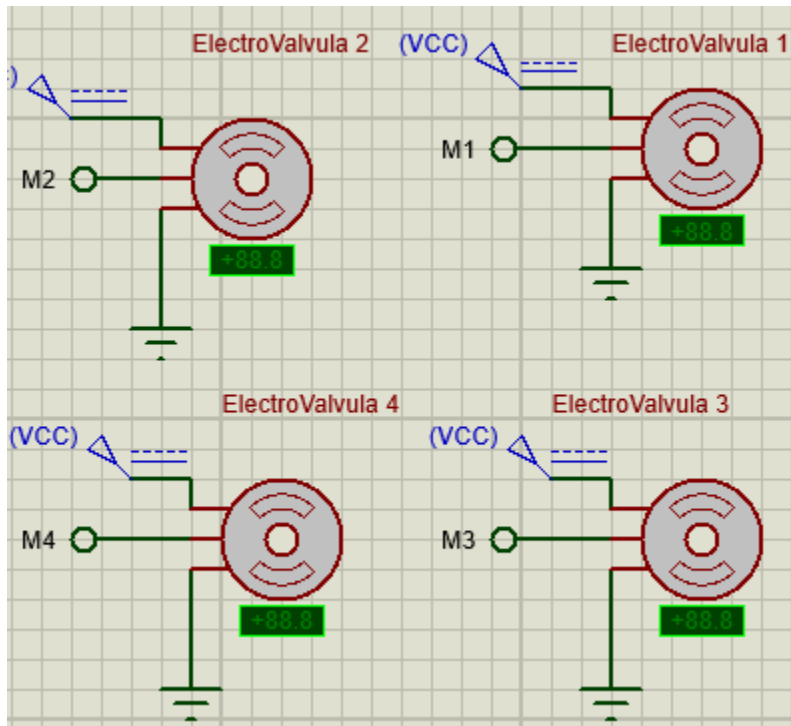 ElectroValvula 2
(VCC)
ElectroValvula 1
)
M2
M1
+88.8
+88.8
ElectroValvula 4
ElectroValvula 3
(VCC)
(VCC)
M4
M3
+88.8
+88.8